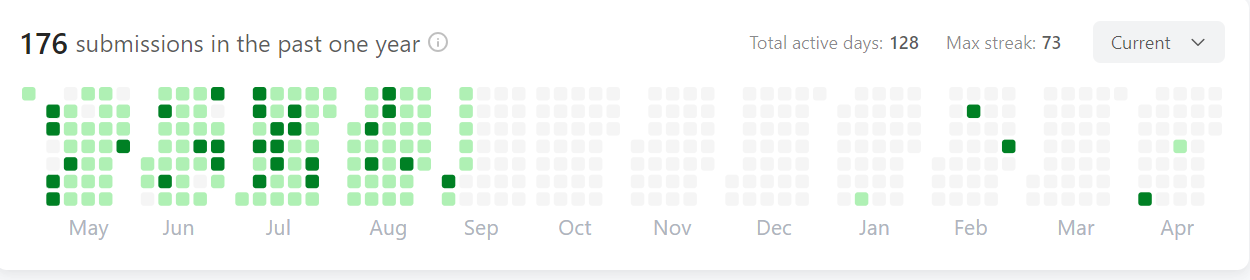 176 submissions in the past one year
Total active days: 128 Max streak: 73 Current
May Jun Jul Aug Sep Oct Nov Dec Jan Feb Mar Apr